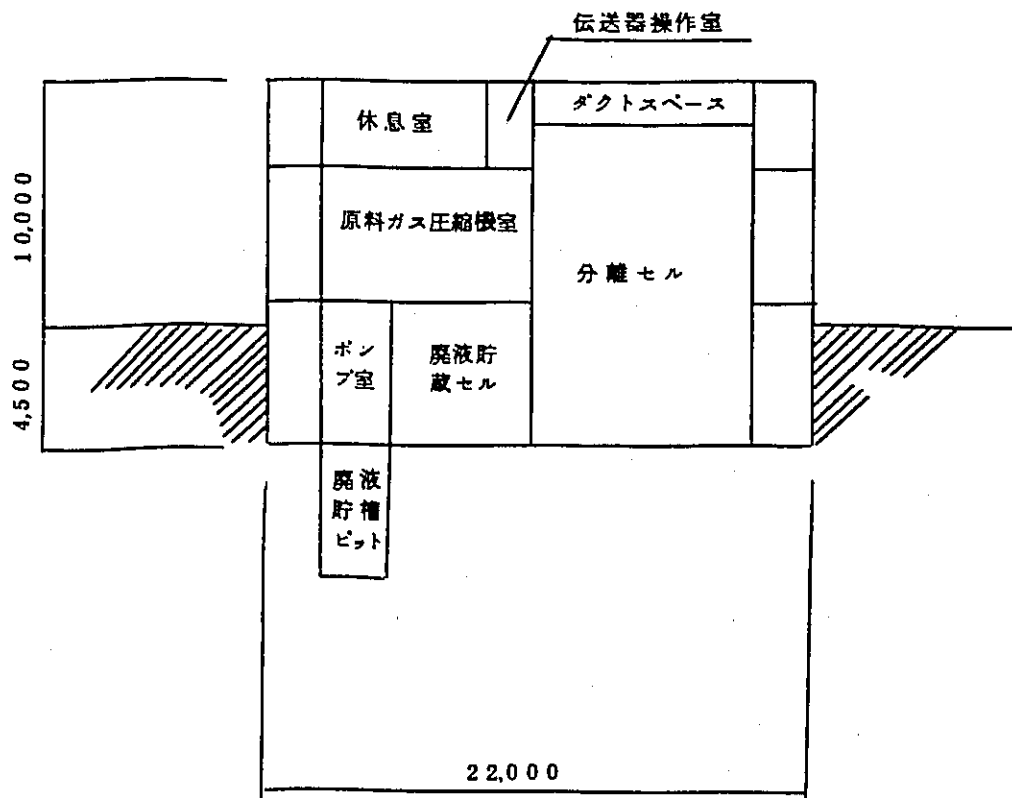 伝送器操作室
休息室
ダクトスペース
10,000
原料ガス圧縮機室
分離セル
4,500
ポン
プ室
廃液貯
蔵セル
廃液
貯槽
ピット
22,000